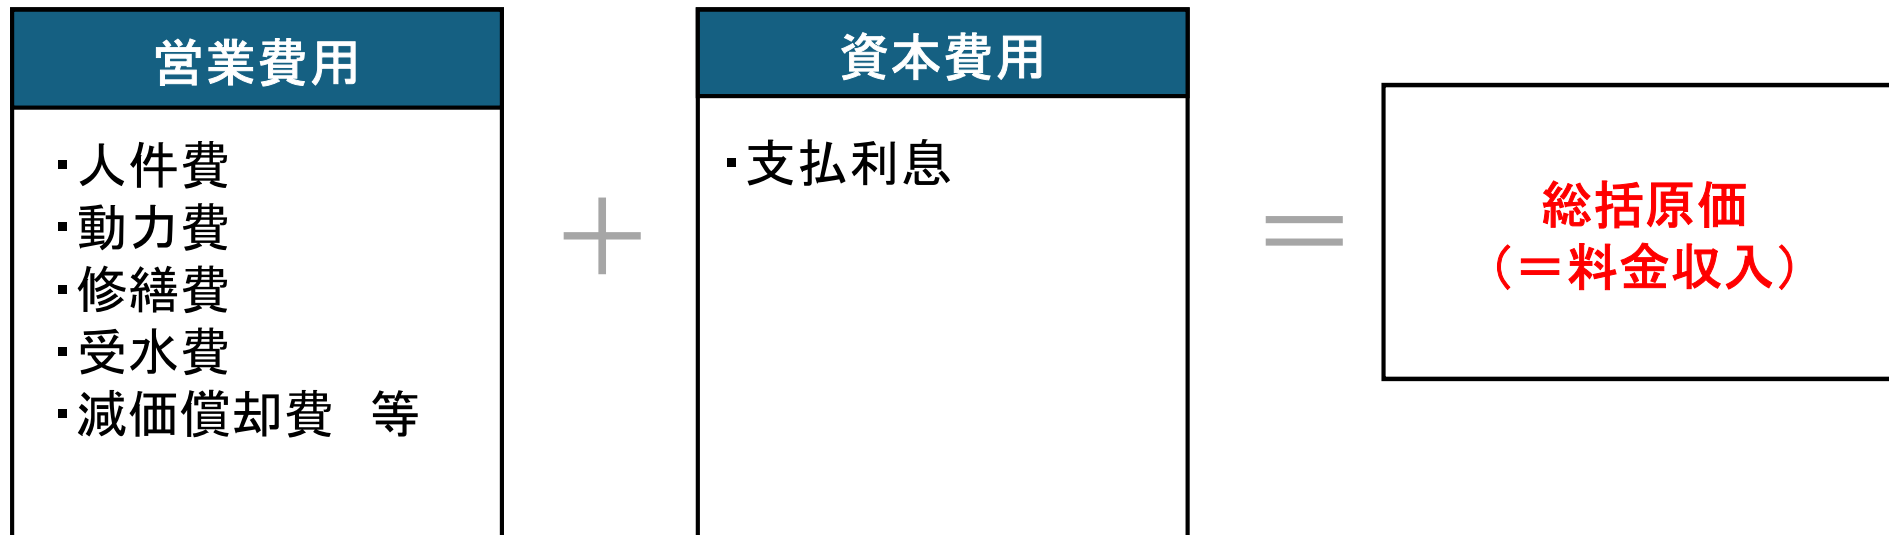 営業費用
・人件費
・動力費
・修繕費
・受水費
・減価償却費　等
＋
資本費用
・支払利息
＝
総括原価
（＝料金収入）